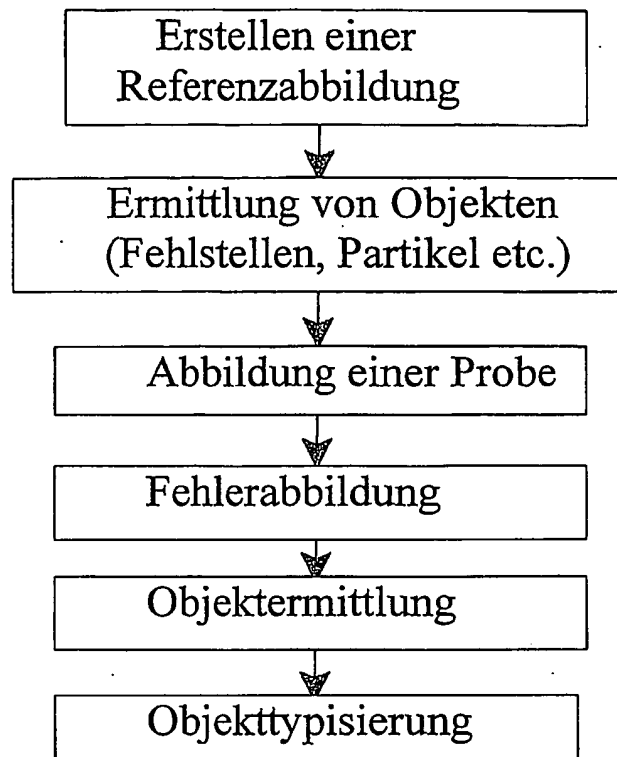 Erstellen einer
Referenzabbildung
Ermittlung von Objekten
(Fehlstellen, Partikel etc.)
Abbildung einer Probe
Fehlerabbildung
Objektermittlung
Objekttypisierung